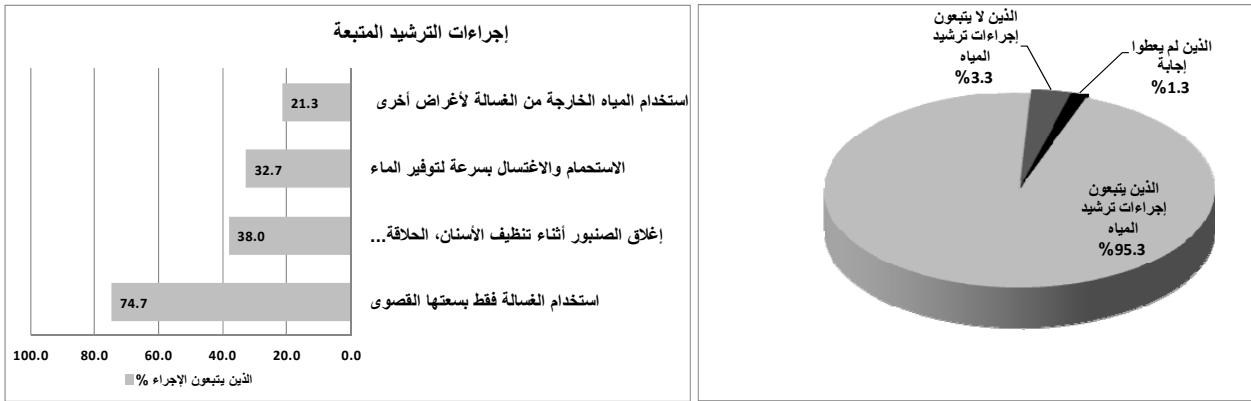 إجراءات الترشيد المتبعة
استخدام المياه الخارجة من الغسالة لأغراض أخرى
21.3
الاستحمام والاغتسال بسرعة لتوفير الماء
32.7
إغلاق الصنبور أثناء تنظيف الأسنان، الحلاقة...
38.0
استخدام الغسالة فقط بسعتها القصوى
74.7
100.0 80.0 60.0 40.0 20.0 0.0
الذين يتبعون الإجراء %
الذين لا يتبعون
إجراءات ترشيد
المياه
%3.3
الذين لم يعطوا
إجابة
%1.3
الذين يتبعون
إجراءات ترشيد
المياه
%95.3